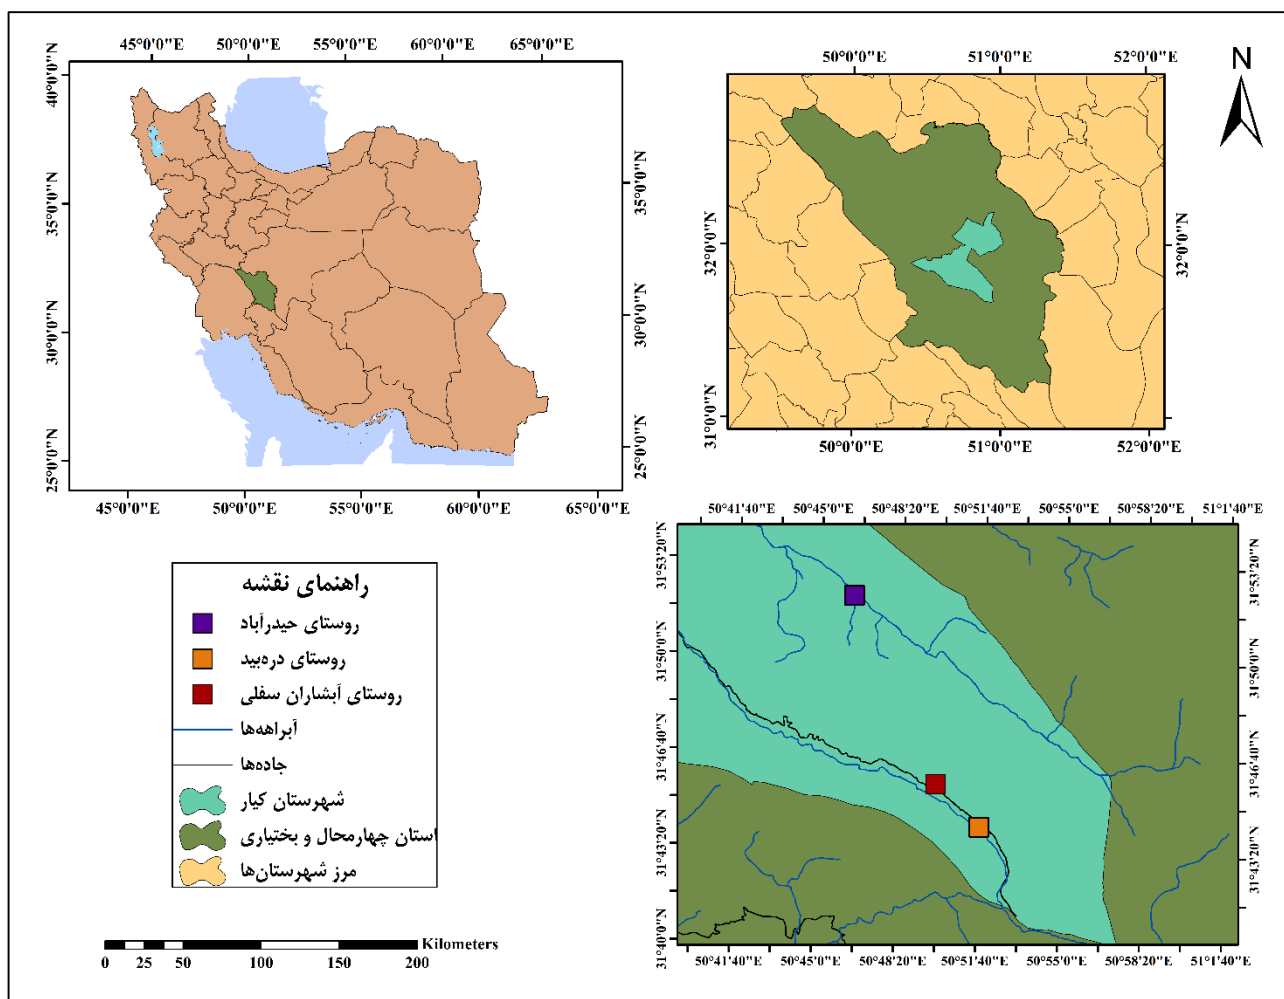 45°0'0"E 50°0'0"E 55°0'0"E 60°0'0"E 65°0'0"E
40°0'0"N
35°0'0"N
30°0'0"N
25°0'0"N
35°0'0"N
30°0'0"N
25°0'0"N
45°0'0"E 50°0'0"E 55°0'0"E 60°0'0"E 65°0'0"E
50°0'0"E 51°0'0"E 52°0'0"E
N
32°0'0"N
31°0'0"N
32°0'0"N
50°0'0"E 51°0'0"E 52°0'0"E
50°41'40"E 50°45'0"E 50°48'20"E 50°51'40"E 50°55'0"E 50°58'20"E 51°1'40"E
31°53'20"N
31°50'0"N
31°46'40"N
31°43'20"N
31°40'0"N
31°53'20"N
31°50'0"N
31°46'40"N
31°43'20"N
50°41'40"E 50°45'0"E 50°48'20"E 50°51'40"E 50°55'0"E 50°58'20"E 51°1'40"E
راهنمای نقشه
روستای حیدرآباد
روستای دره‌بید
روستای آبشاران سفلی
آبراهه‌ها
جاده‌ها
شهرستان کیار
استان چهارمحال و بختیاری
مرز شهرستان‌ها
Kilometers
0 25 50 100 150 200